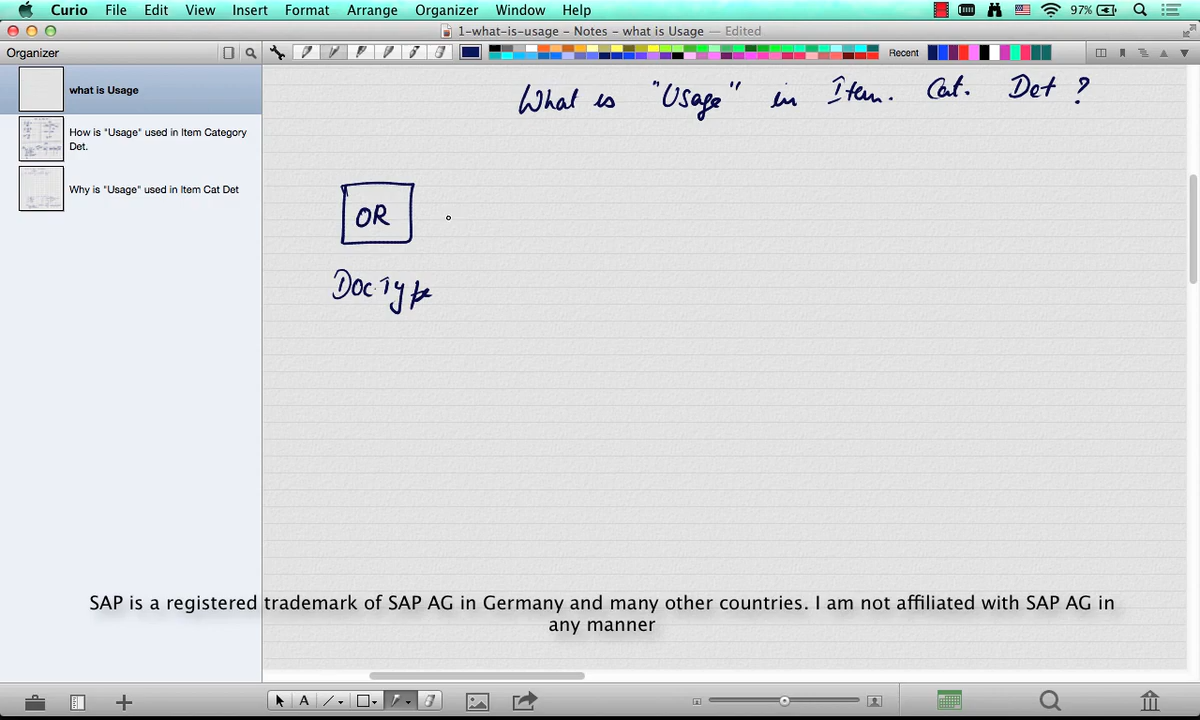 Curio File Edit View Insert Format Arrange Organizer Window Help 97%
1-what-is-usage – Notes – what is Usage — Edited
Organizer
Recent
what is Usage
How is "Usage" used in Item Category
Det.
Why is "Usage" used in Item Cat Det
What is "Usage" in Item. Cat. Det ?
OR
Doc.Type
SAP is a registered trademark of SAP AG in Germany and many other countries. I am not affiliated with SAP AG in
any manner
A